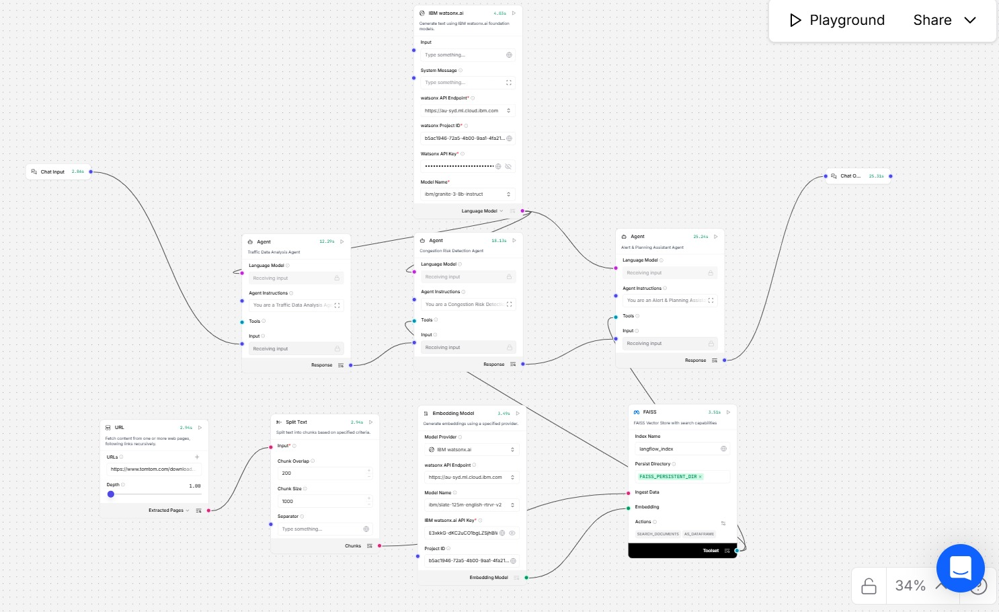 Playground
Share
IBM watsonx.ai 4.03s
Generate text using IBM watsonx.ai foundation
models.
Input
Type something...
System Message
Type something...
watsonx API Endpoint*
https://au-syd.ml.cloud.ibm.com
watsonx Project ID*
b5ac1946-72a5-4b00-9aa1-4fa21...
Watsonx API Key*
Model Name*
ibm/granite-3-8b-instruct
Language Model
Chat Input 2.86s
Chat O... 25.31s
Agent 12.29s
Traffic Data Analysis Agent
Language Model
Receiving input
Agent Instructions
You are a Traffic Data Analysis Ag
Tools
Input
Receiving input
Response
Agent 18.13s
Congestion Risk Detection Agent
Language Model
Receiving input
Agent Instructions
You are a Congestion Risk Detecti
Tools
Input
Receiving input
Response
Agent 25.24s
Alert & Planning Assistant Agent
Language Model
Receiving input
Agent Instructions
You are an Alert & Planning Assist
Tools
Input
Receiving input
Response
URL 2.94s
Fetch content from one or more web pages,
following links recursively.
URLs
https://www.tomtom.com/download...
Depth 1.00
Extracted Pages
Split Text 2.94s
Split text into chunks based on specified criteria.
Input*
Chunk Overlap
200
Chunk Size
1000
Separator
Type something...
Chunks
Embedding Model 3.49s
Generate embeddings using a specified provider.
Model Provider
IBM watsonx.ai
watsonx API Endpoint
https://au-syd.ml.cloud.ibm.com
Model Name
ibm/slate-125m-english-rtrvr-v2
IBM watsonx.ai API Key*
Project ID
b5ac1946-72a5-4b00-9aa1-4fa21...
Embedding Model
FAISS 3.51s
FAISS Vector Store with search capabilities
Index Name
langflow_index
Persist Directory
FAISS_PERSISTENT_DIR ×
Ingest Data
Embedding
Actions
SEARCH_DOCUMENTS AS_DATAFRAME
Toolset
34%